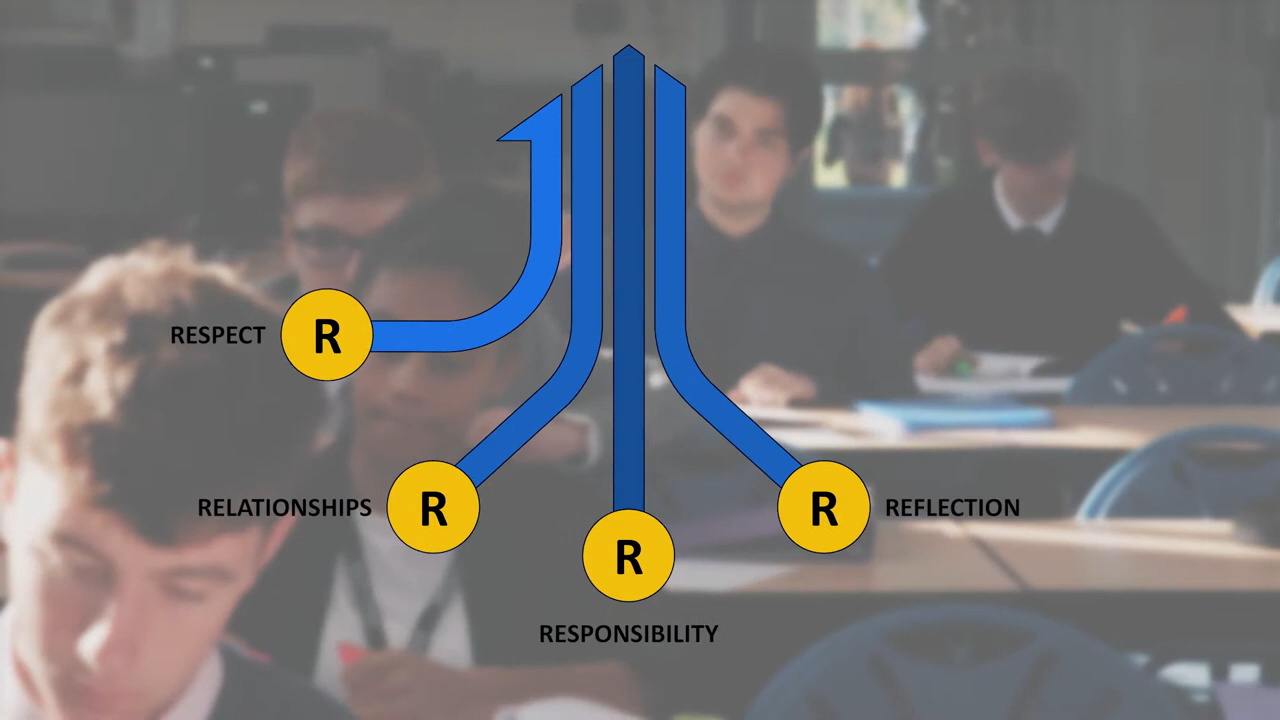 RESPECT R
RELATIONSHIPS R
R REFLECTION
R
RESPONSIBILITY